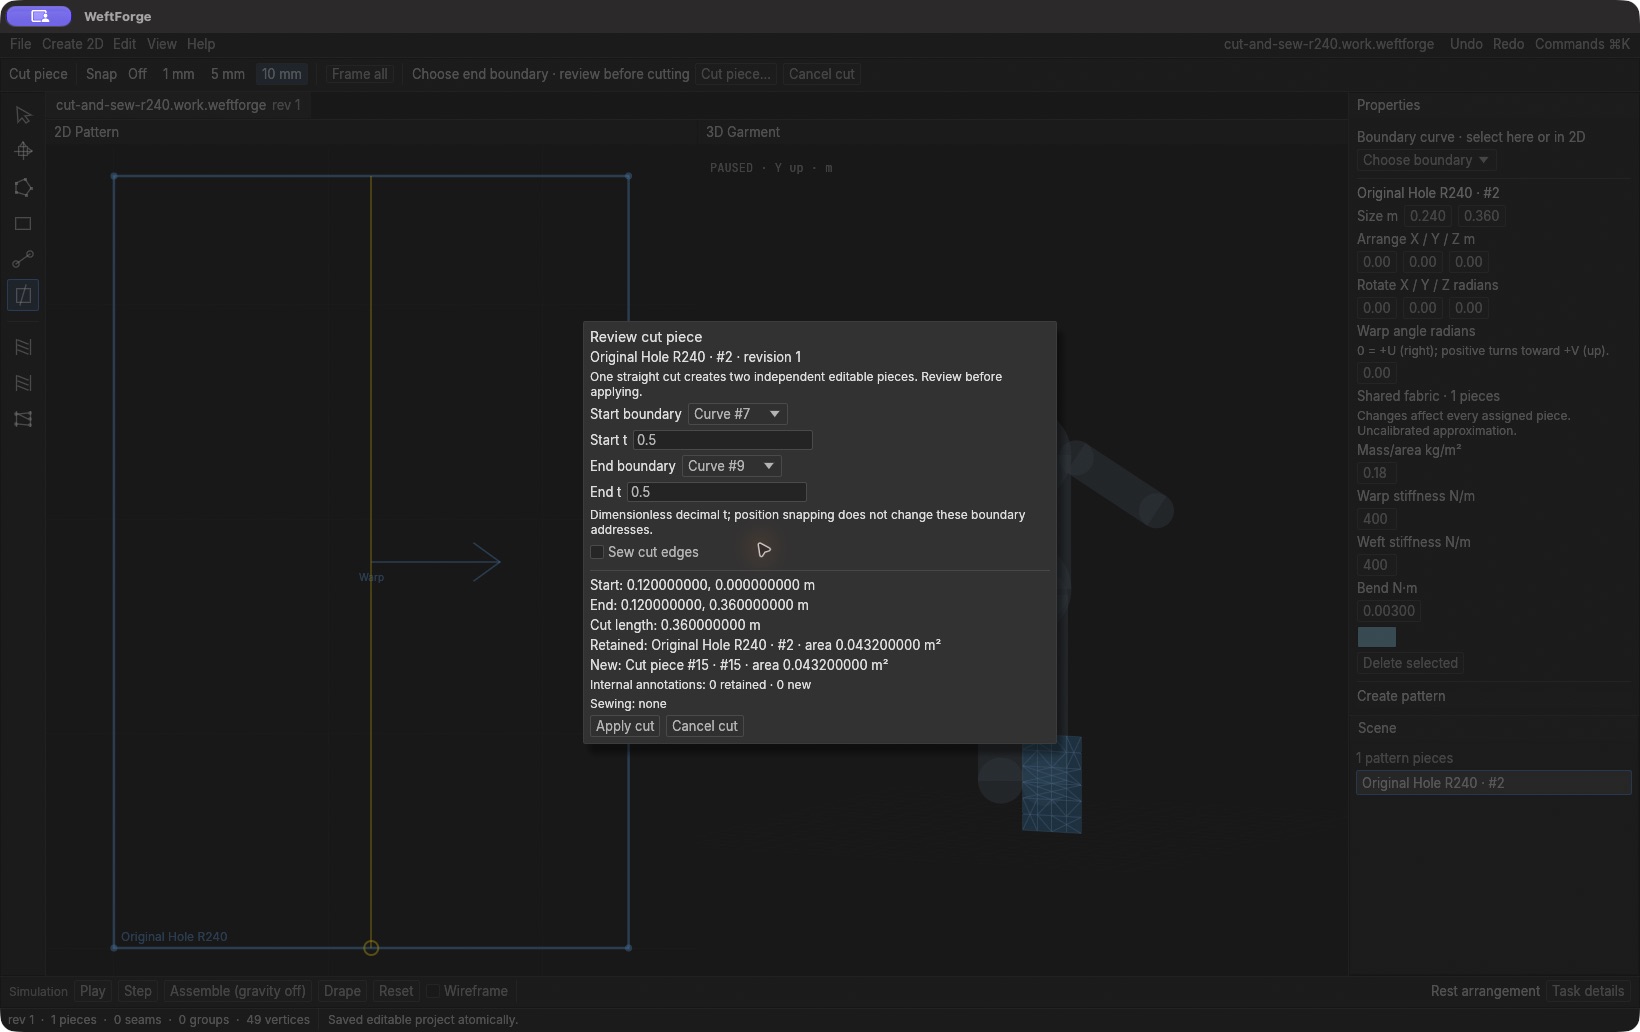 WeftForge
File Create 2D Edit View Help
cut-and-sew-r240.work.weftforge Undo Redo Commands ⌘K
Cut piece Snap Off 1 mm 5 mm 10 mm Frame all Choose end boundary · review before cutting Cut piece... Cancel cut
cut-and-sew-r240.work.weftforge rev 1
2D Pattern
3D Garment
PAUSED · Y up · m
Warp
Original Hole R240
Review cut piece
Original Hole R240 · #2 · revision 1
One straight cut creates two independent editable pieces. Review before
applying.
Start boundary Curve #7
Start t 0.5
End boundary Curve #9
End t 0.5
Dimensionless decimal t; position snapping does not change these boundary
addresses.
Sew cut edges
Start: 0.120000000, 0.000000000 m
End: 0.120000000, 0.360000000 m
Cut length: 0.360000000 m
Retained: Original Hole R240 · #2 · area 0.043200000 m²
New: Cut piece #15 · #15 · area 0.043200000 m²
Internal annotations: 0 retained · 0 new
Sewing: none
Apply cut Cancel cut
Properties
Boundary curve · select here or in 2D
Choose boundary
Original Hole R240 · #2
Size m 0.240 0.360
Arrange X / Y / Z m
0.00 0.00 0.00
Rotate X / Y / Z radians
0.00 0.00 0.00
Warp angle radians
0 = +U (right); positive turns toward +V (up).
0.00
Shared fabric · 1 pieces
Changes affect every assigned piece.
Uncalibrated approximation.
Mass/area kg/m²
0.18
Warp stiffness N/m
400
Weft stiffness N/m
400
Bend N·m
0.00300
Delete selected
Create pattern
Scene
1 pattern pieces
Original Hole R240 · #2
Simulation Play Step Assemble (gravity off) Drape Reset Wireframe
Rest arrangement Task details
rev 1 · 1 pieces · 0 seams · 0 groups · 49 vertices Saved editable project atomically.